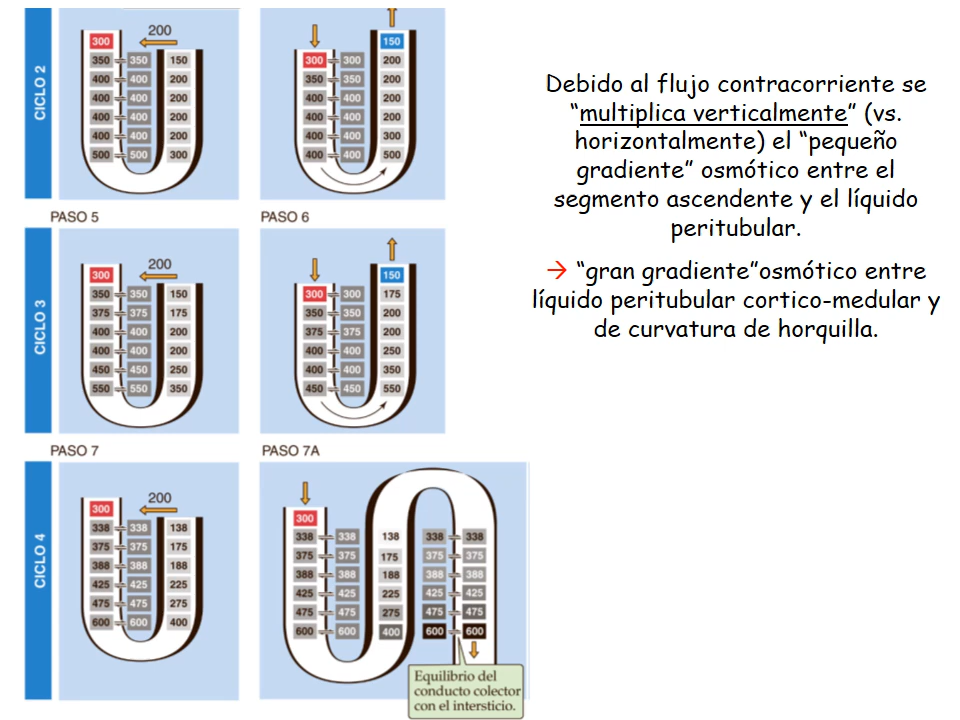 CICLO 2
200
300
350 350 150
400 400 200
400 400 200
400 400 200
400 400 200
500 500 300
150
300 300 200
350 350 200
400 400 200
400 400 200
400 400 300
400 400 500
Debido al flujo contracorriente se
“multiplica verticalmente” (vs.
horizontalmente) el “pequeño
gradiente” osmótico entre el
segmento ascendente y el líquido
peritubular.
→ “gran gradiente”osmótico entre
líquido peritubular cortico-medular y
de curvatura de horquilla.
PASO 5
PASO 6
CICLO 3
200
300
350 350 150
375 375 175
400 400 200
400 400 200
450 450 250
550 550 350
150
300 300 175
350 350 200
375 375 200
400 400 250
400 400 350
450 450 550
PASO 7
PASO 7A
CICLO 4
200
300
338 338 138
375 375 175
388 388 188
425 425 225
475 475 275
600 600 400
300
338 338 138 338 338
375 375 175 375 375
388 388 188 388 388
425 425 225 425 425
475 475 275 475 475
600 600 400 600 600
Equilibrio del
conducto colector
con el intersticio.